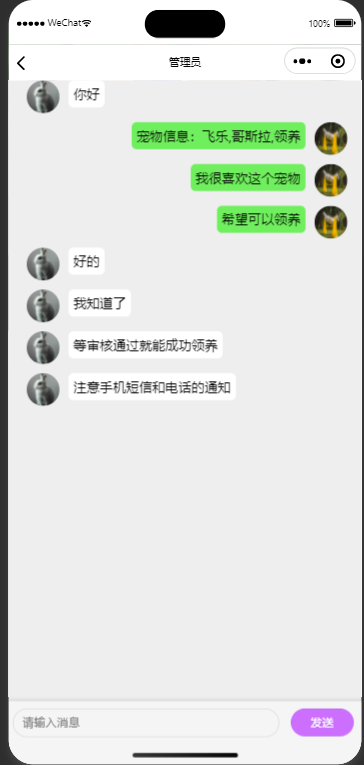 ●●●●● WeChat 100%
管理员
你好
宠物信息：飞乐,哥斯拉,领养
我很喜欢这个宠物
希望可以领养
好的
我知道了
等审核通过就能成功领养
注意手机短信和电话的通知
请输入消息 发送